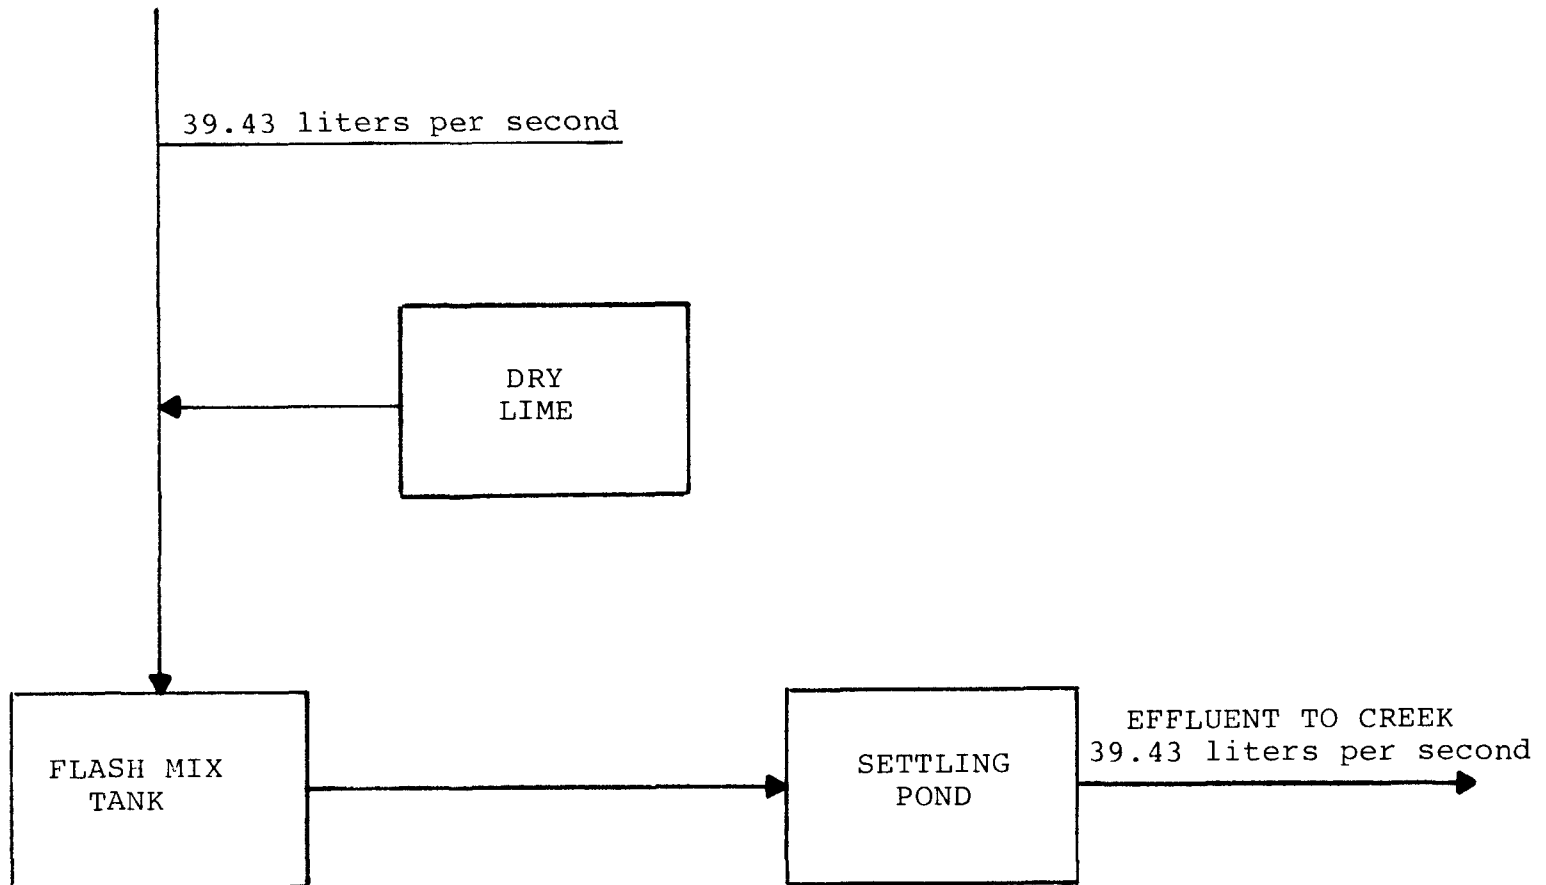 39.43 liters per second
DRY
LIME
FLASH MIX
TANK
SETTLING
POND
EFFLUENT TO CREEK
39.43 liters per second